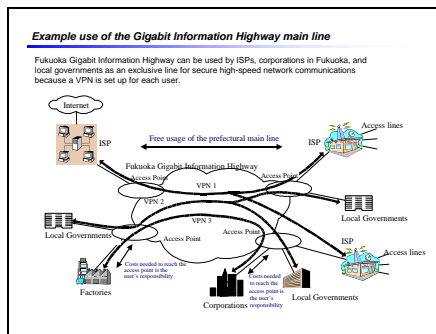 Example use of the Gigabit Information Highway main line
Fukuoka Gigabit Information Highway can be used by ISPs, corporations in Fukuoka, and
local governments as an exclusive line for secure high-speed network communications
because a VPN is set up for each user.
Internet
ISP
Free usage of the prefectural main line
ISP
Access lines
Fukuoka Gigabit Information Highway
Access Point
VPN 1
Access Point
VPN 2
VPN 3
Local Governments
Local Governments
Access Point
Access Point
ISP
Access lines
Costs needed to reach the
access point is the
user's responsibility
Costs needed to
reach the
access point is
the user's
responsibility
Factories
Corporations
Local Governments